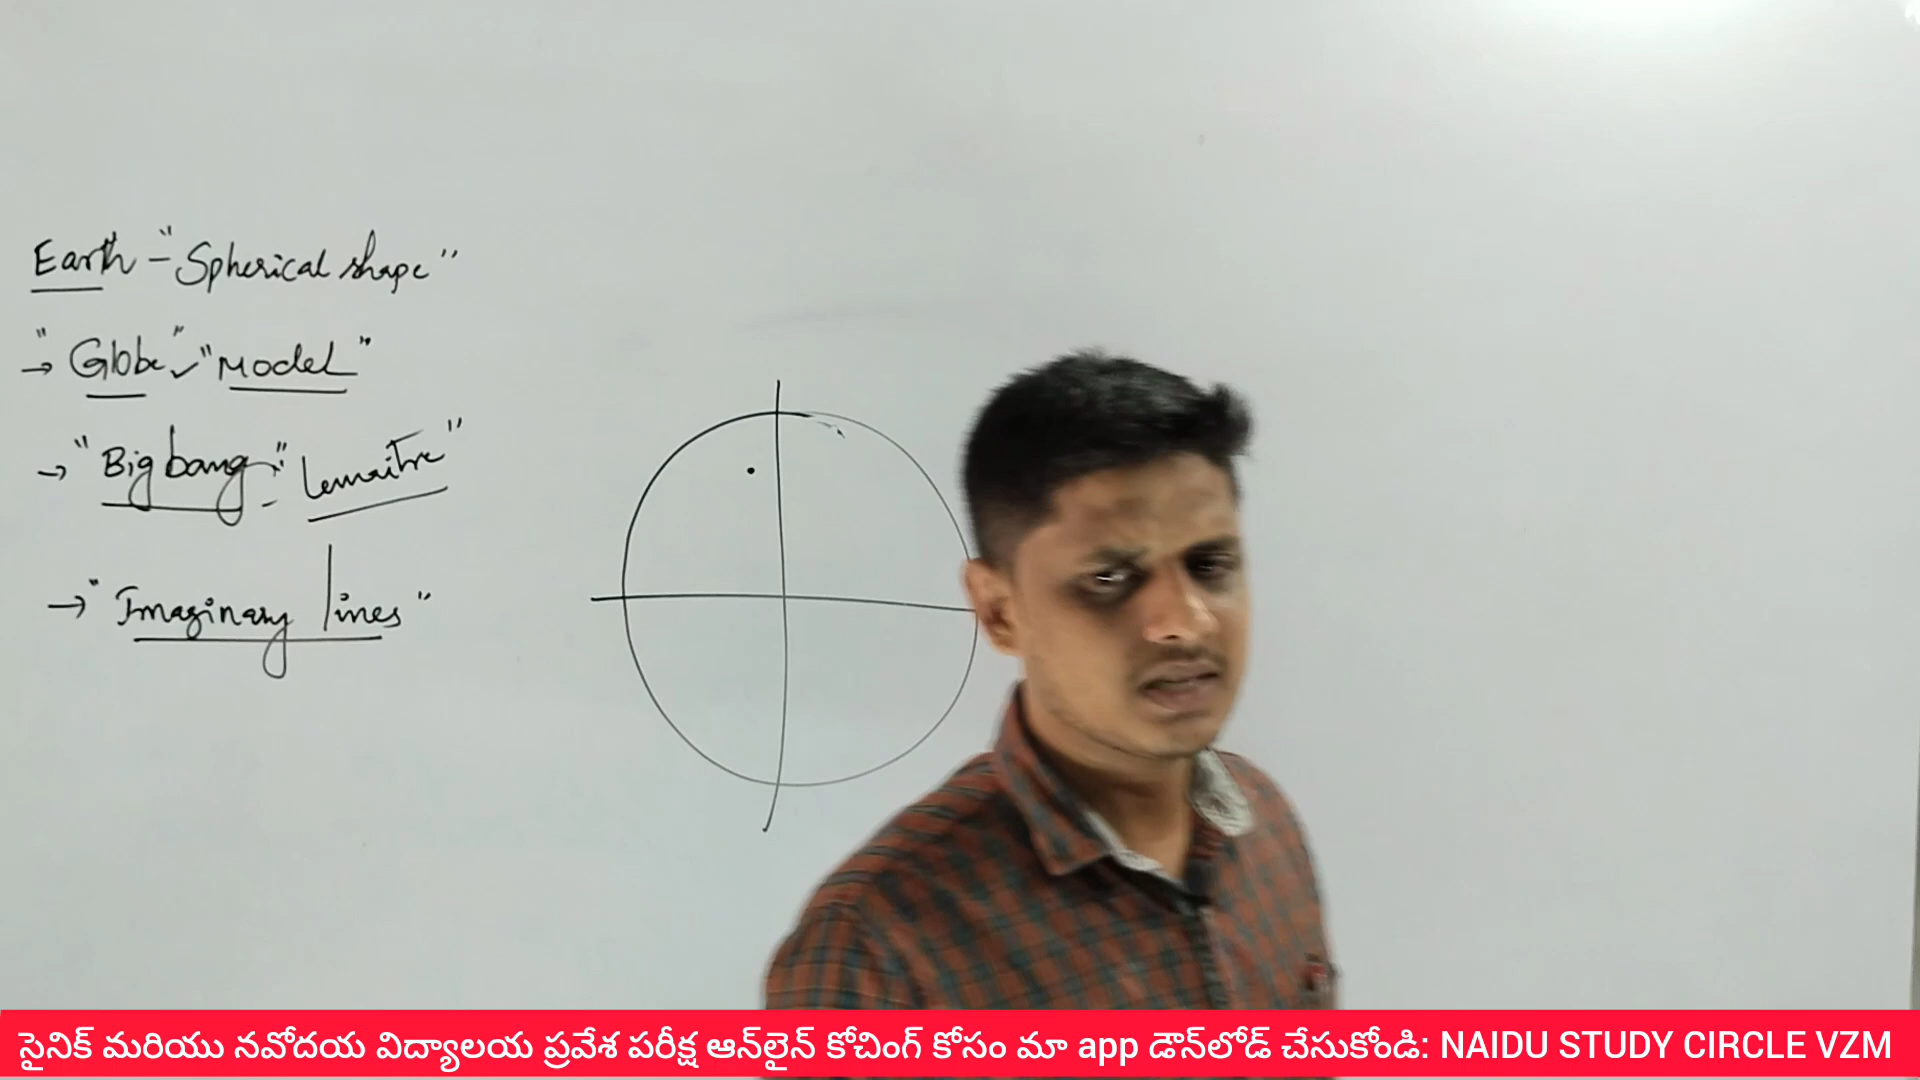 Earth - "Spherical shape"
→ "Globe" ✓ "Model"
→ "Big bang" :- "Lemaitre"
→ "Imaginary lines"
సైనిక్ మరియు నవోదయ విద్యాలయ ప్రవేశ పరీక్ష ఆన్‌లైన్ కోచింగ్ కోసం మా app డౌన్‌లోడ్ చేసుకోండి: NAIDU STUDY CIRCLE VZM